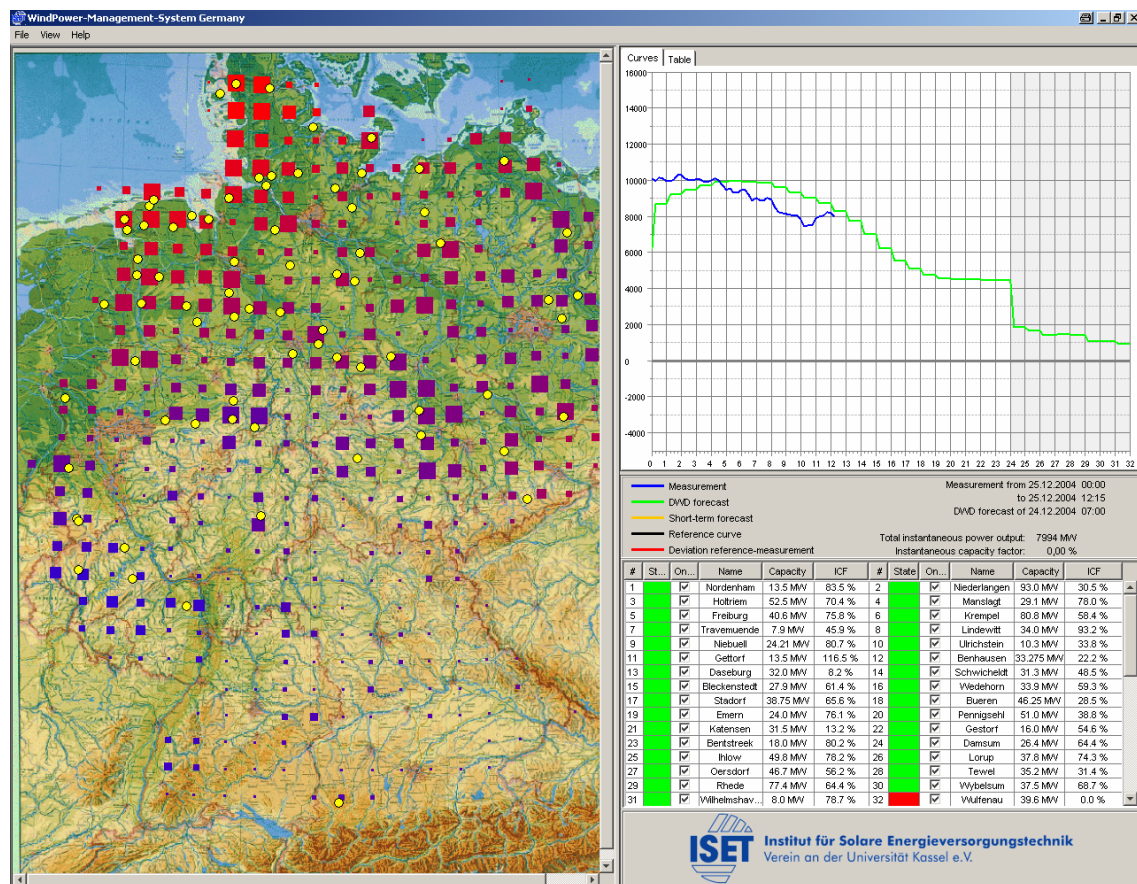 WindPower-Management-System Germany
File View Help
Curves Table
16000
14000
12000
10000
8000
6000
4000
2000
0
-2000
-4000
0 1 2 3 4 5 6 7 8 9 10 11 12 13 14 15 16 17 18 19 20 21 22 23 24 25 26 27 28 29 30 31 32
Measurement
DWD forecast
Short-term forecast
Reference curve
Deviation reference-measurement
Measurement from 25.12.2004 00:00
to 25.12.2004 12:15
DWD forecast of 24.12.2004 07:00
Total instantaneous power output: 7994 MW
Instantaneous capacity factor: 0,00 %
# St... On... Name Capacity ICF # State On... Name Capacity ICF
1 Nordenham 13.5 MW 83.5 % 2 Niederlangen 93.0 MW 30.5 %
3 Holtriem 52.5 MW 70.4 % 4 Manslagt 29.1 MW 78.0 %
5 Freiburg 40.6 MW 75.8 % 6 Krempel 80.8 MW 58.4 %
7 Travemuende 7.9 MW 45.9 % 8 Lindewitt 34.0 MW 93.2 %
9 Niebuell 24.21 MW 80.7 % 10 Ulrichstein 10.3 MW 33.8 %
11 Gettorf 13.5 MW 116.5 % 12 Benhausen 33.275 MW 22.2 %
13 Daseburg 32.0 MW 8.2 % 14 Schwicheldt 31.3 MW 48.5 %
15 Bleckenstedt 27.9 MW 61.4 % 16 Wedehorn 33.9 MW 59.3 %
17 Stadorf 38.75 MW 65.6 % 18 Bueren 46.25 MW 28.5 %
19 Emern 24.0 MW 76.1 % 20 Pennigsehl 51.0 MW 38.8 %
21 Katensen 31.5 MW 13.2 % 22 Gestorf 16.0 MW 54.6 %
23 Bentstreek 18.0 MW 80.2 % 24 Damsum 26.4 MW 64.4 %
25 Ihlow 49.8 MW 78.2 % 26 Lorup 37.8 MW 74.3 %
27 Oersdorf 46.7 MW 56.2 % 28 Tewel 35.2 MW 31.4 %
29 Rhede 77.4 MW 64.4 % 30 Wybelsum 37.5 MW 68.7 %
31 Wilhelmshav... 8.0 MW 78.7 % 32 Wulfenau 39.6 MW 0.0 %
ISET Institut für Solare Energieversorgungstechnik
Verein an der Universität Kassel e.V.